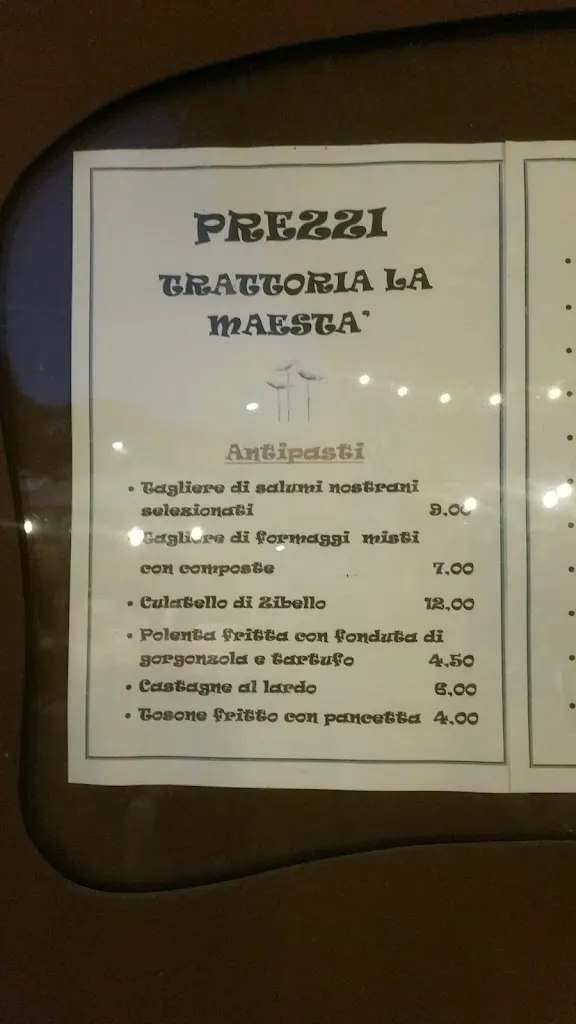 PREZZI
TRATTORIA LA
MAESTA'
Antipasti
• Tagliere di salumi nostrani
selezionati 9,00
Tagliere di formaggi misti
con composte 7,00
• Culatello di Zibello 12,00
• Polenta fritta con fonduta di
gorgonzola e tartufo 4,50
• Castagne al lardo 6,00
• Tosone fritto con pancetta 4,00